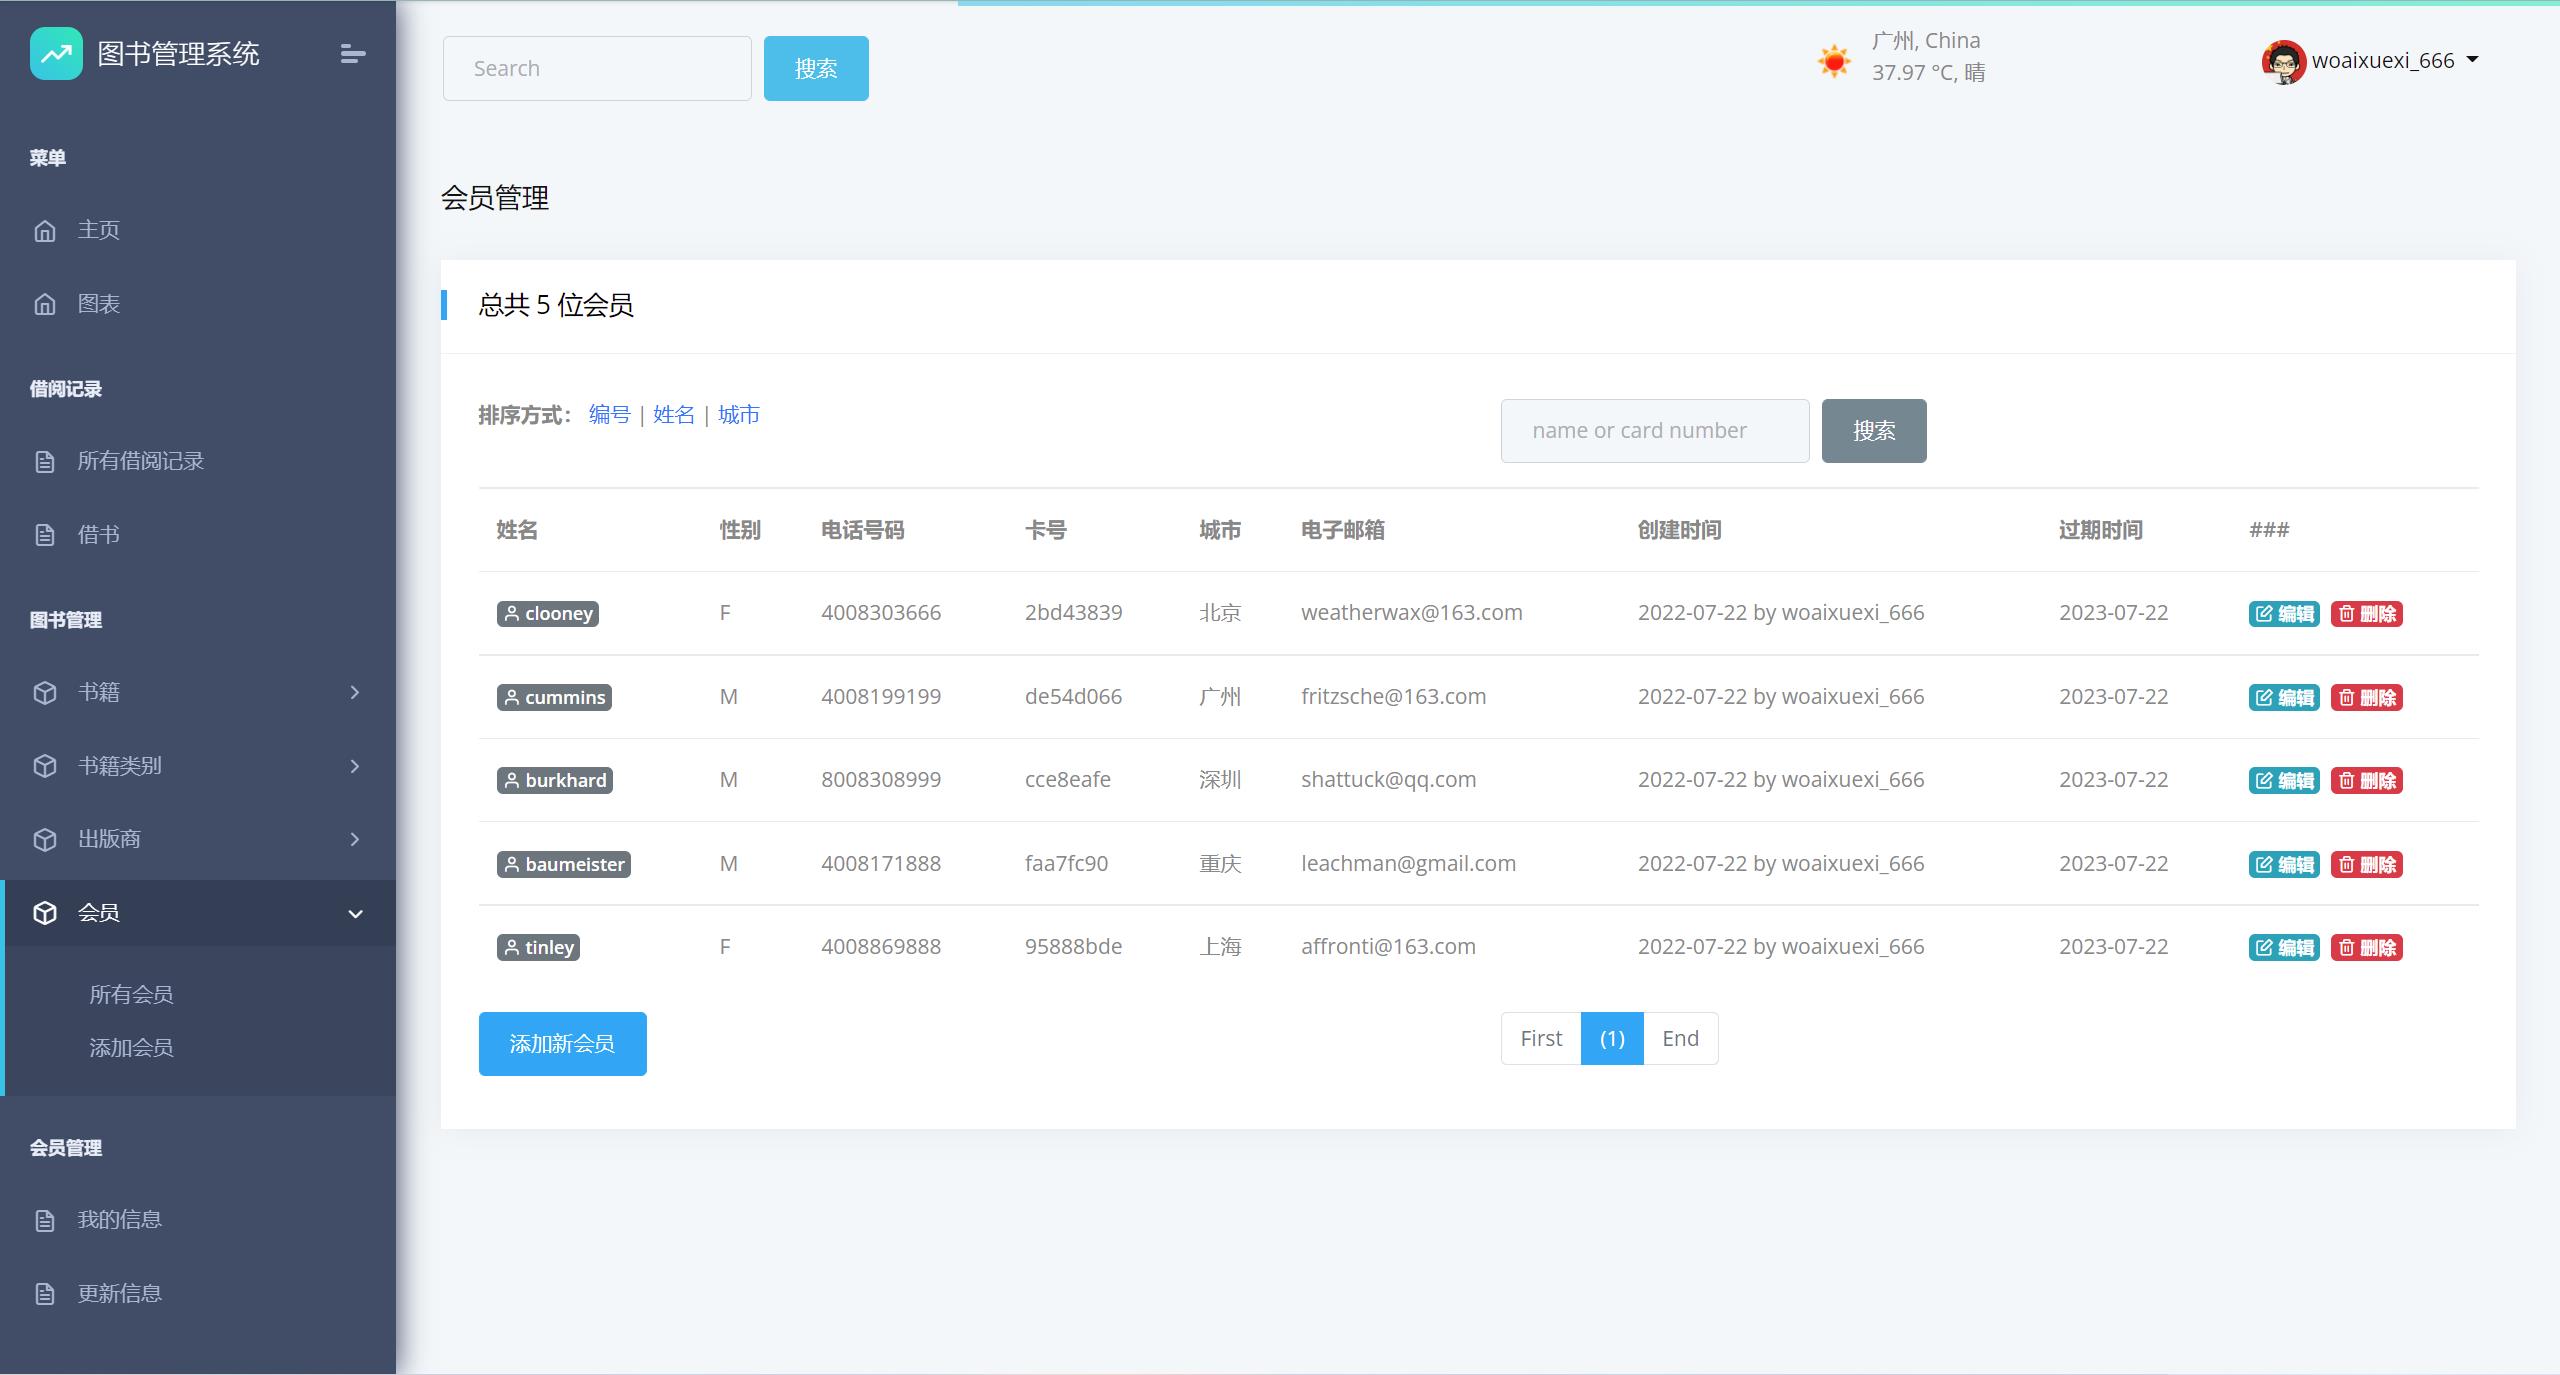 图书管理系统
菜单
主页
图表
借阅记录
所有借阅记录
借书
图书管理
书籍
书籍类别
出版商
会员
所有会员
添加会员
会员管理
我的信息
更新信息
Search 搜索
广州, China
37.97 °C, 晴
woaixuexi_666
会员管理
总共 5 位会员
排序方式： 编号 | 姓名 | 城市
name or card number 搜索
姓名 性别 电话号码 卡号 城市 电子邮箱 创建时间 过期时间 ###
clooney F 4008303666 2bd43839 北京 weatherwax@163.com 2022-07-22 by woaixuexi_666 2023-07-22 编辑 删除
cummins M 4008199199 de54d066 广州 fritzsche@163.com 2022-07-22 by woaixuexi_666 2023-07-22 编辑 删除
burkhard M 8008308999 cce8eafe 深圳 shattuck@qq.com 2022-07-22 by woaixuexi_666 2023-07-22 编辑 删除
baumeister M 4008171888 faa7fc90 重庆 leachman@gmail.com 2022-07-22 by woaixuexi_666 2023-07-22 编辑 删除
tinley F 4008869888 95888bde 上海 affronti@163.com 2022-07-22 by woaixuexi_666 2023-07-22 编辑 删除
添加新会员
First (1) End